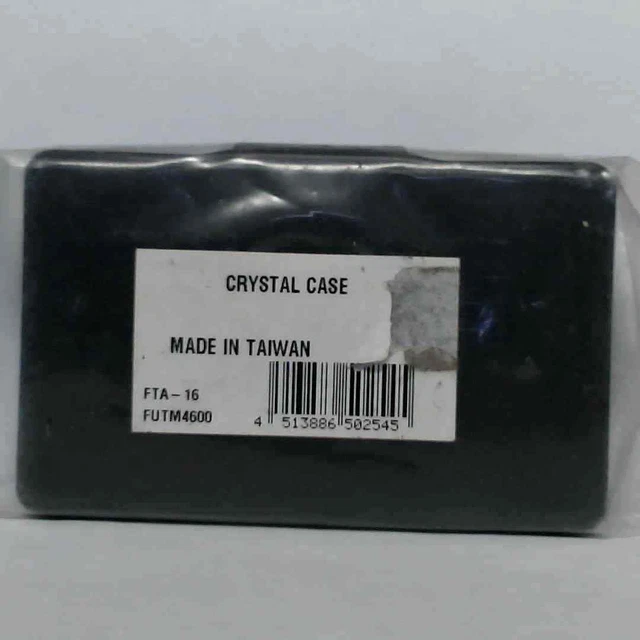 CRYSTAL CASE
MADE IN TAIWAN
FTA-16
FUTM4600
4 513886 502545